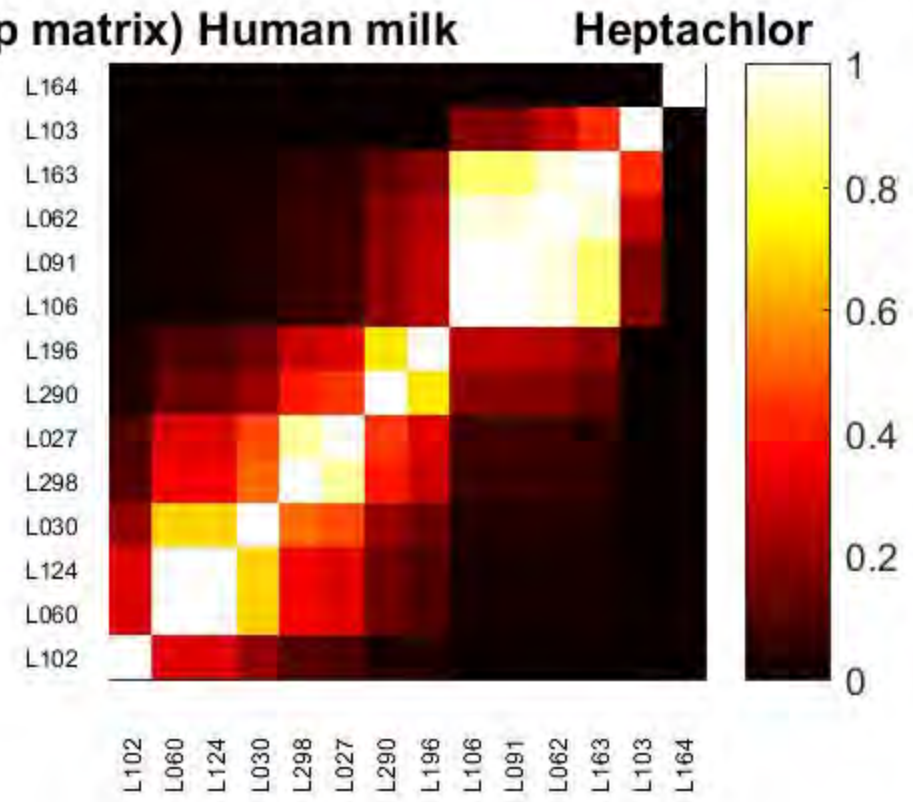 p matrix) Human milk Heptachlor
L164
L103
L163
L062
L091
L106
L196
L290
L027
L298
L030
L124
L060
L102
1
0.8
0.6
0.4
0.2
0
L102 L060 L124 L030 L298 L027 L290 L196 L106 L091 L062 L163 L103 L164